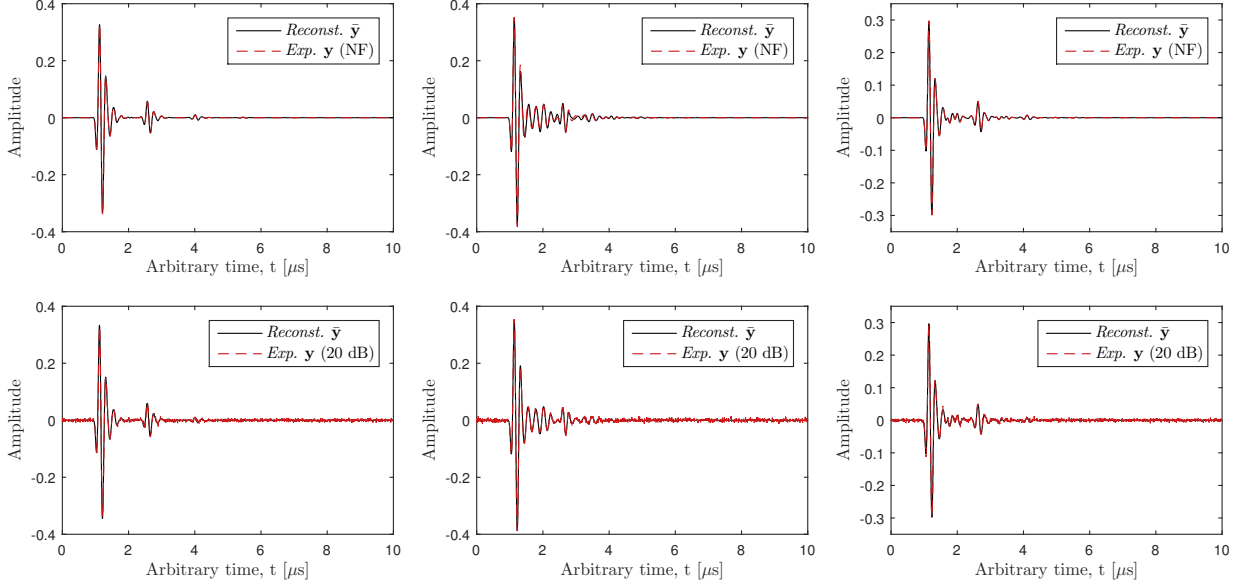 0.4
0.2
0
-0.2
-0.4
Amplitude
Reconst. ȳ
Exp. y (NF)
0 2 4 6 8 10
Arbitrary time, t [μs]
0.4
0.2
0
-0.2
-0.4
Amplitude
Reconst. ȳ
Exp. y (NF)
0 2 4 6 8 10
Arbitrary time, t [μs]
0.3
0.2
0.1
0
-0.1
-0.2
-0.3
Amplitude
Reconst. ȳ
Exp. y (NF)
0 2 4 6 8 10
Arbitrary time, t [μs]
0.4
0.2
0
-0.2
-0.4
Amplitude
Reconst. ȳ
Exp. y (20 dB)
0 2 4 6 8 10
Arbitrary time, t [μs]
0.4
0.2
0
-0.2
-0.4
Amplitude
Reconst. ȳ
Exp. y (20 dB)
0 2 4 6 8 10
Arbitrary time, t [μs]
0.3
0.2
0.1
0
-0.1
-0.2
-0.3
Amplitude
Reconst. ȳ
Exp. y (20 dB)
0 2 4 6 8 10
Arbitrary time, t [μs]